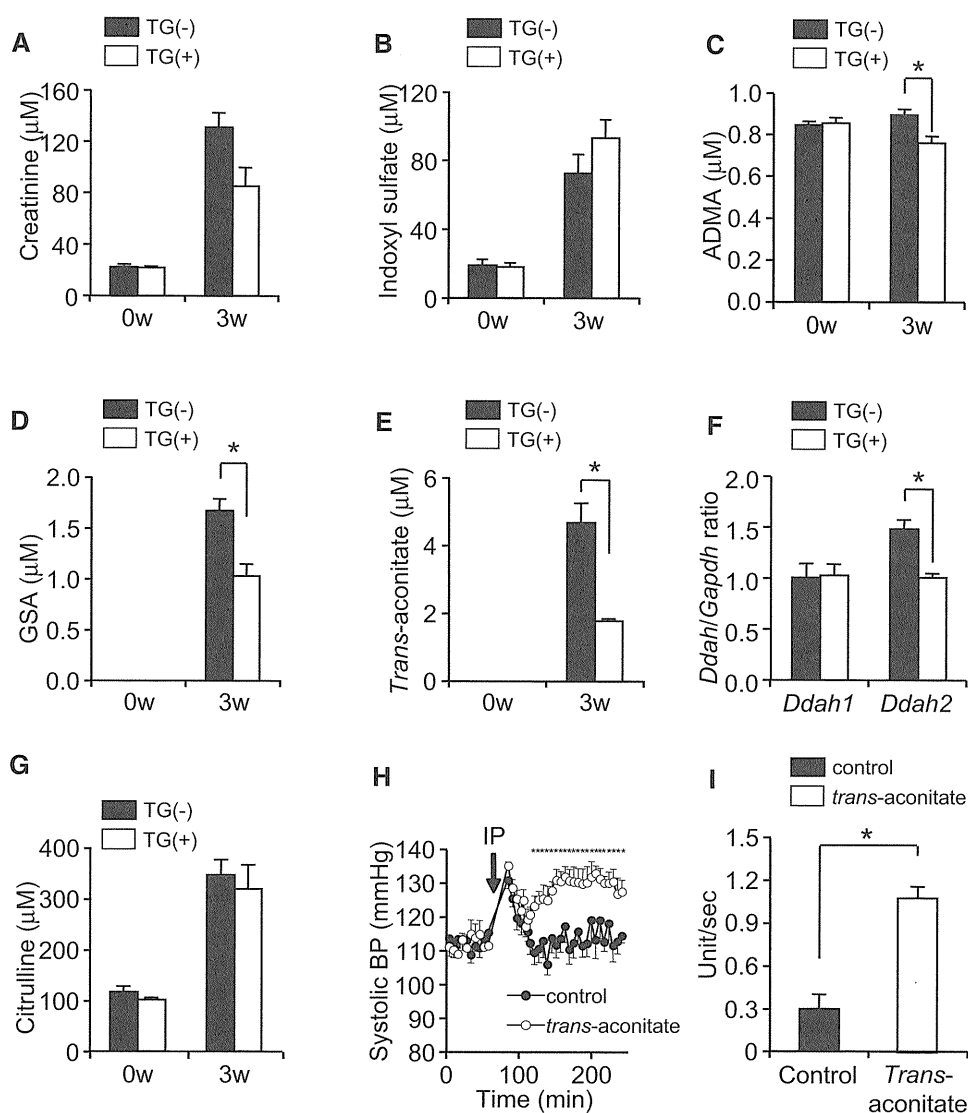 A
TG(-)
TG(+)
Creatinine (μM)
160
120
80
40
0
0w
3w
B
TG(-)
TG(+)
Indoxyl sulfate (μM)
120
80
40
0
0w
3w
C
TG(-)
TG(+)
*
ADMA (μM)
1.0
0.8
0.6
0.4
0.2
0.0
0w
3w
D
TG(-)
TG(+)
*
GSA (μM)
2.0
1.5
1.0
0.5
0.0
0w
3w
E
TG(-)
TG(+)
*
Trans-aconitate (μM)
6
4
2
0
0w
3w
F
TG(-)
TG(+)
*
Ddah/Gapdh ratio
2.0
1.5
1.0
0.5
0.0
Ddah1
Ddah2
G
TG(-)
TG(+)
Citrulline (μM)
400
300
200
100
0
0w
3w
H
IP
Systolic BP (mmHg)
140
130
120
110
100
90
80
control
trans-aconitate
0
100
200
Time (min)
I
control
trans-aconitate
*
Unit/sec
1.5
1.2
0.9
0.6
0.3
0
Control
Trans-
aconitate